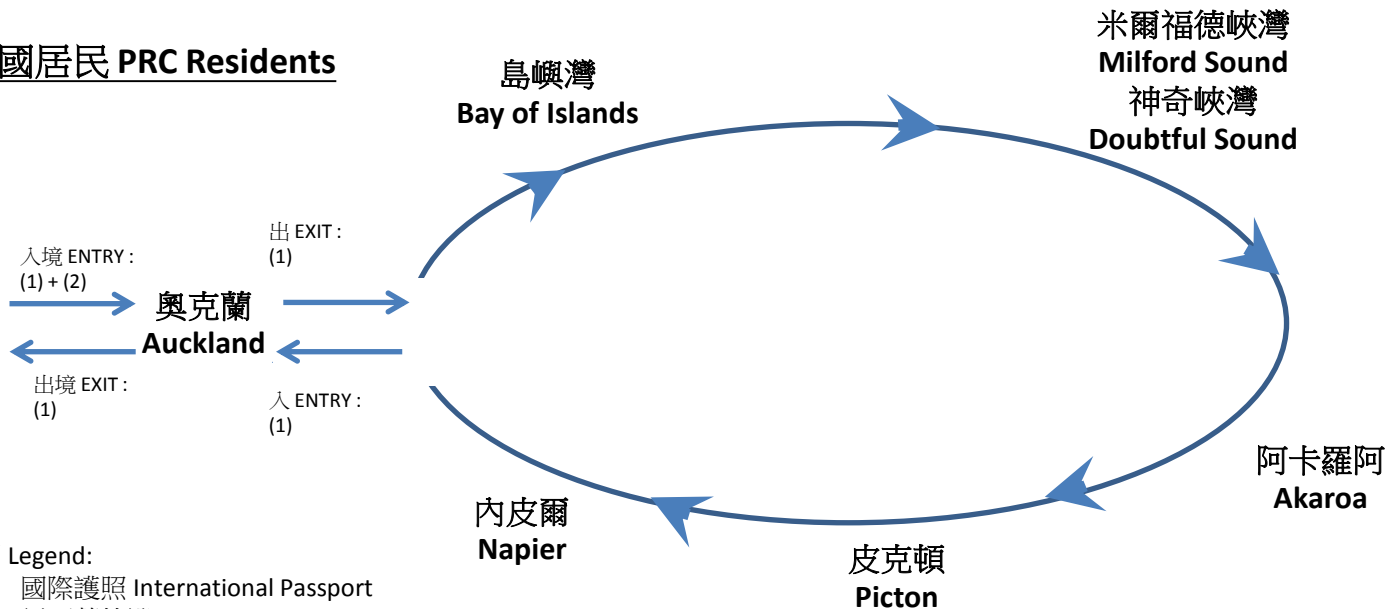 國居民 PRC Residents
島嶼灣
Bay of Islands
米爾福德峽灣
Milford Sound
神奇峽灣
Doubtful Sound
入境 ENTRY :
(1) + (2)
出 EXIT :
(1)
奧克蘭
Auckland
出境 EXIT :
(1)
入 ENTRY :
(1)
阿卡羅阿
Akaroa
內皮爾
Napier
皮克頓
Picton
Legend:
國際護照 International Passport